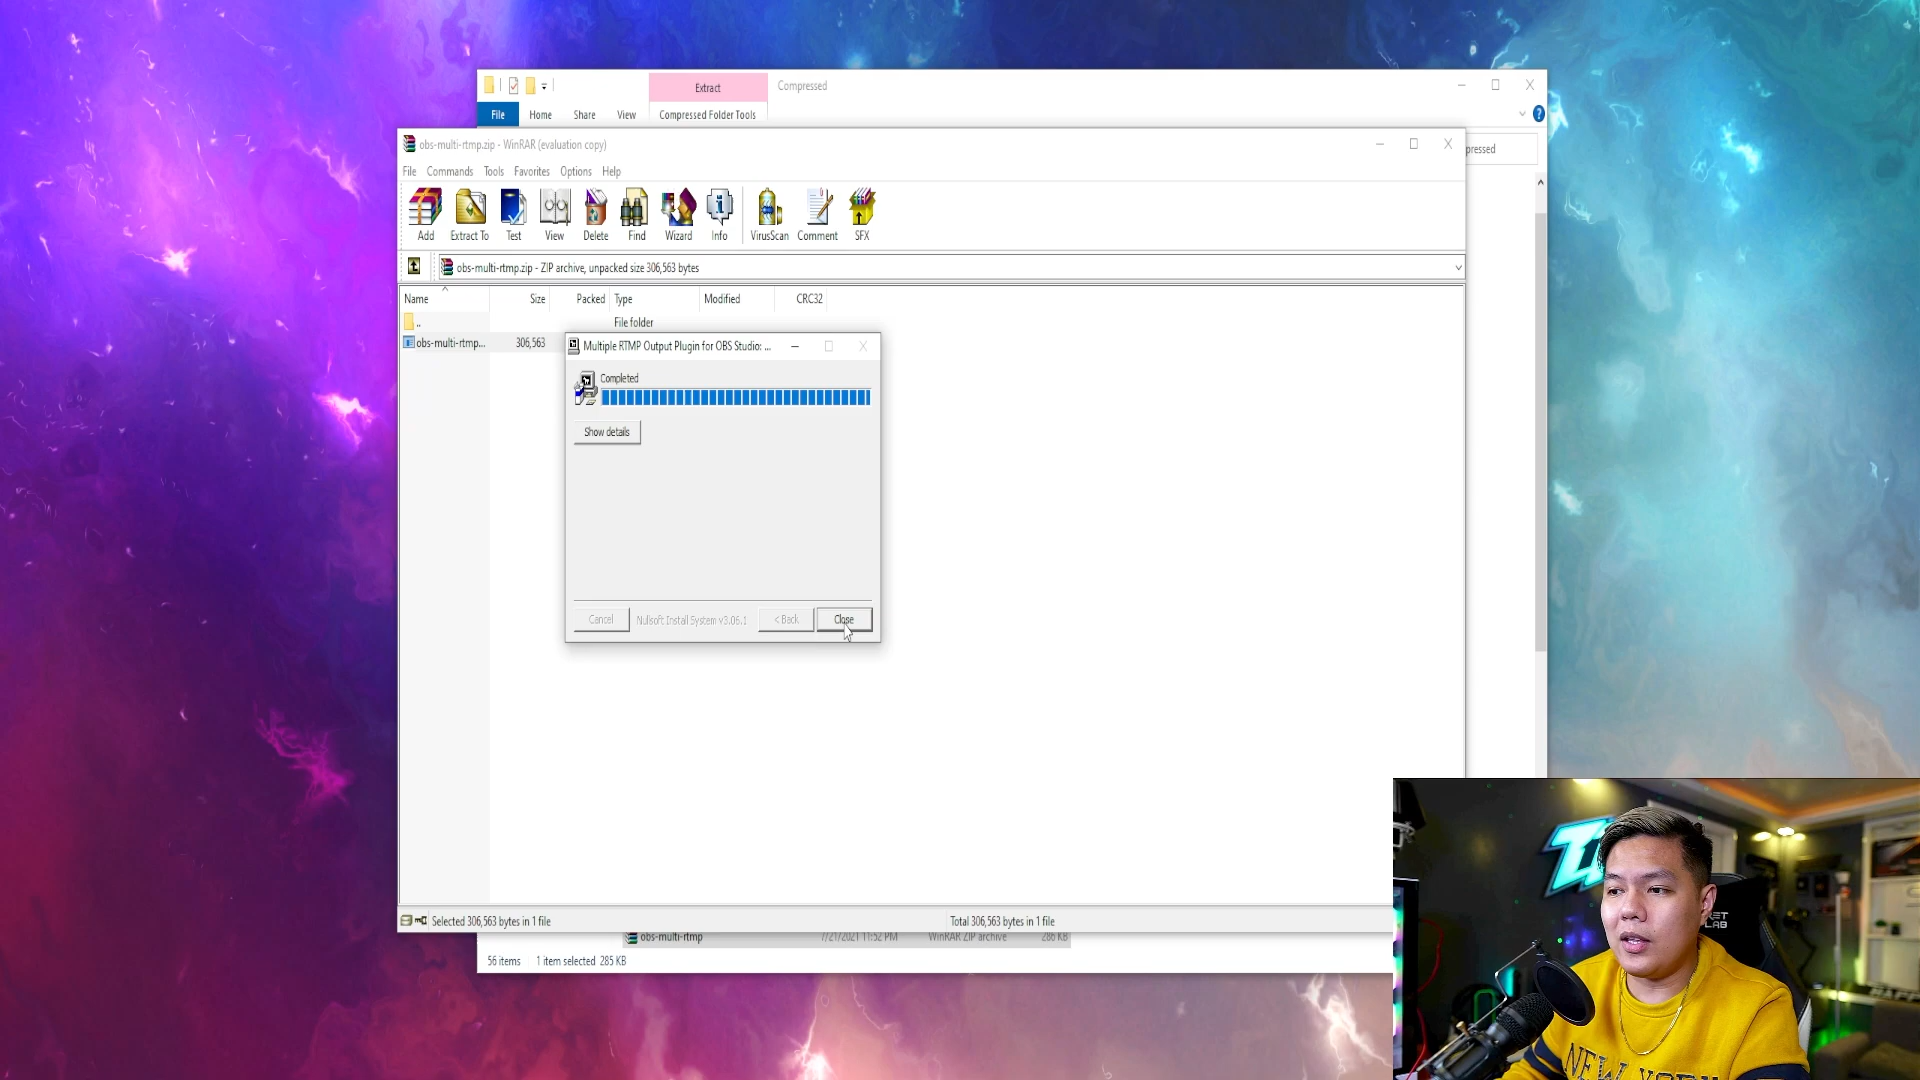 Extract
Compressed
File
Home
Share
View
Compressed Folder Tools
obs-multi-rtmp.zip - WinRAR (evaluation copy)
pressed
File Commands Tools Favorites Options Help
Add
Extract To
Test
View
Delete
Find
Wizard
Info
VirusScan
Comment
SFX
obs-multi-rtmp.zip - ZIP archive, unpacked size 306,563 bytes
Name Size Packed Type Modified CRC32
.. File folder
obs-multi-rtmp... 306,563
Multiple RTMP Output Plugin for OBS Studio: ...
Completed
Show details
Cancel
Nullsoft Install System v3.06.1
< Back
Close
Selected 306,563 bytes in 1 file
Total 306,563 bytes in 1 file
obs-multi-rtmp 7/21/2021 11:52 PM WinRAR ZIP archive 286 KB
56 items 1 item selected 285 KB
NEW YORK